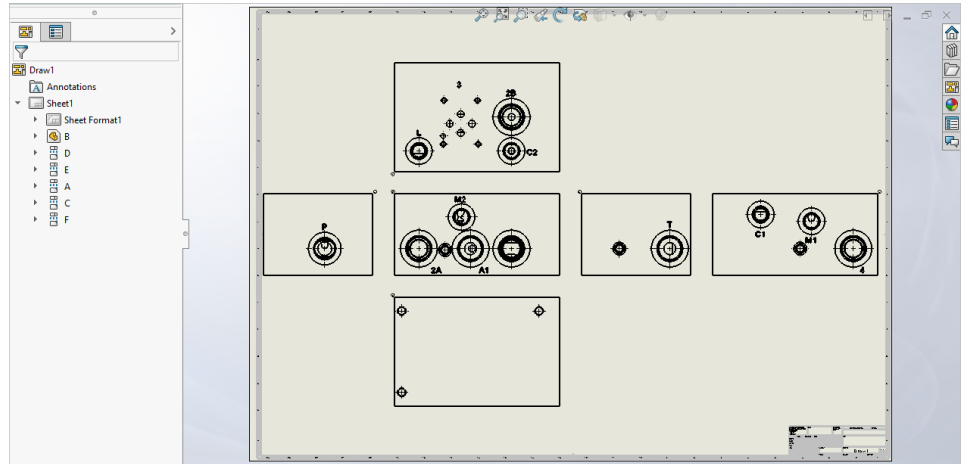 Draw1
Annotations
Sheet1
Sheet Format1
B
D
E
A
C
F
3
2B
L
C2
P
M2
2A
A1
T
C1
M1
4